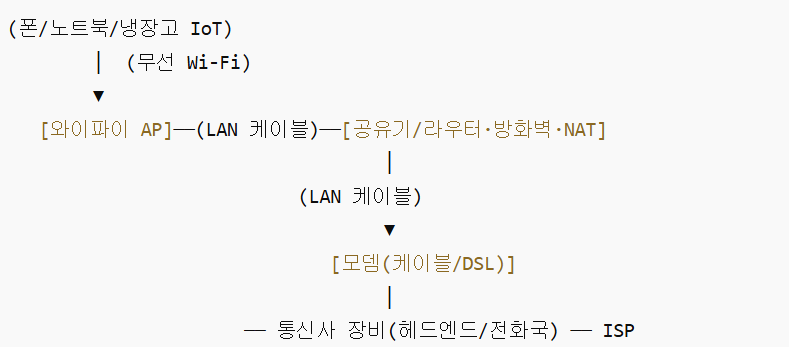 (폰/노트북/냉장고 IoT)
│ (무선 Wi-Fi)
▼
[와이파이 AP]──(LAN 케이블)─[공유기/라우터·방화벽·NAT]
│
(LAN 케이블)
▼
[모뎀(케이블/DSL)]
│
── 통신사 장비(헤드엔드/전화국) ── ISP